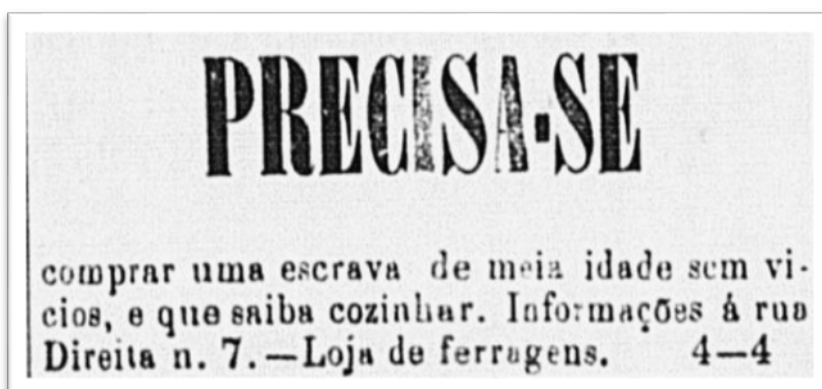 PRECISA-SE
comprar uma escrava de meia idade sem vi-
cios, e que saiba cozinhar. Informações á rua
Direita n. 7.—Loja de ferragens. 4—4